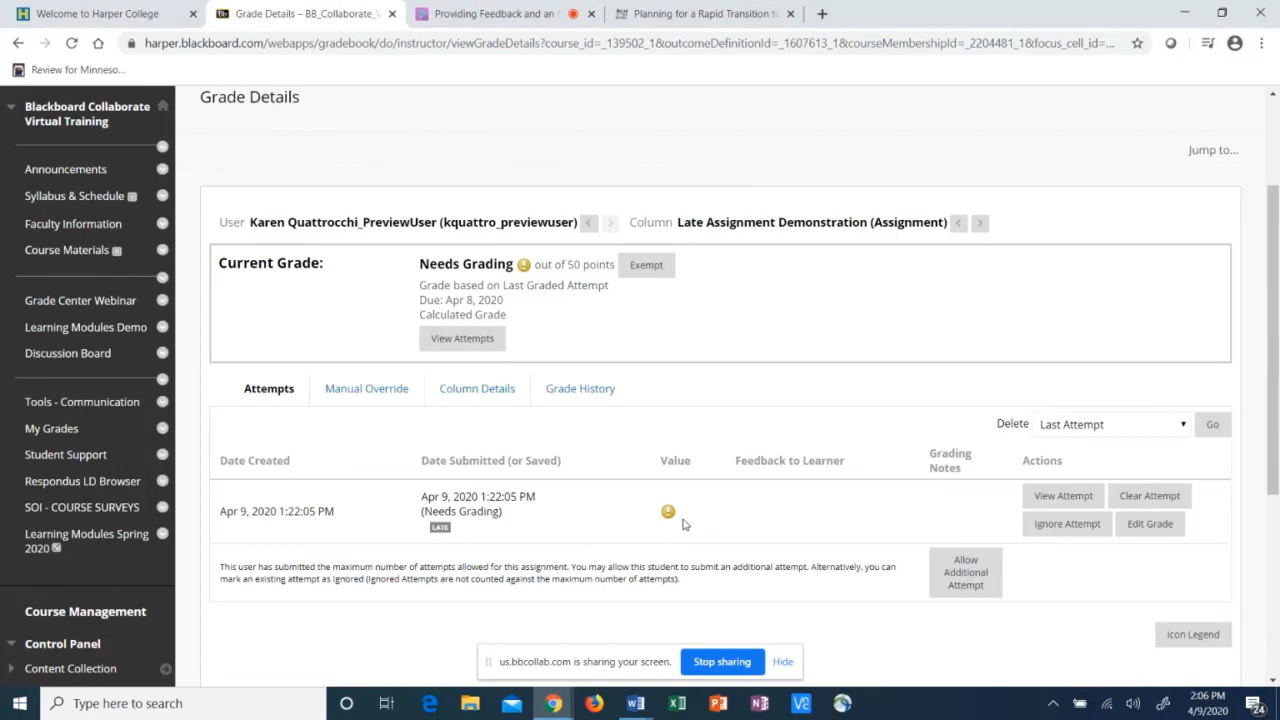 Welcome to Harper College
Grade Details – BB_Collaborate_
Providing Feedback and an
Planning for a Rapid Transition to
harper.blackboard.com/webapps/gradebook/do/instructor/viewGradeDetails?course_id=_139502_1&outcomeDefinitionId=_1607613_1&courseMembershipId=_2204481_1&focus_cell_id=...
Review for Minneso...
Blackboard Collaborate
Virtual Training
Announcements
Syllabus & Schedule
Faculty Information
Course Materials
Grade Center Webinar
Learning Modules Demo
Discussion Board
Tools - Communication
My Grades
Student Support
Respondus LD Browser
SOI - COURSE SURVEYS
Learning Modules Spring
2020
Course Management
Control Panel
Content Collection
Grade Details
Jump to...
User Karen Quattrocchi_PreviewUser (kquattro_previewuser) < > Column Late Assignment Demonstration (Assignment) < >
Current Grade:
Needs Grading out of 50 points Exempt
Grade based on Last Graded Attempt
Due: Apr 8, 2020
Calculated Grade
View Attempts
Attempts Manual Override Column Details Grade History
Delete Last Attempt Go
Date Created Date Submitted (or Saved) Value Feedback to Learner Grading Notes Actions
Apr 9, 2020 1:22:05 PM
Apr 9, 2020 1:22:05 PM
(Needs Grading)
LATE
View Attempt Clear Attempt
Ignore Attempt Edit Grade
This user has submitted the maximum number of attempts allowed for this assignment. You may allow this student to submit an additional attempt. Alternatively, you can
mark an existing attempt as Ignored (Ignored Attempts are not counted against the maximum number of attempts).
Allow
Additional
Attempt
Icon Legend
us.bbcollab.com is sharing your screen. Stop sharing Hide
Type here to search
2:06 PM
4/9/2020
24